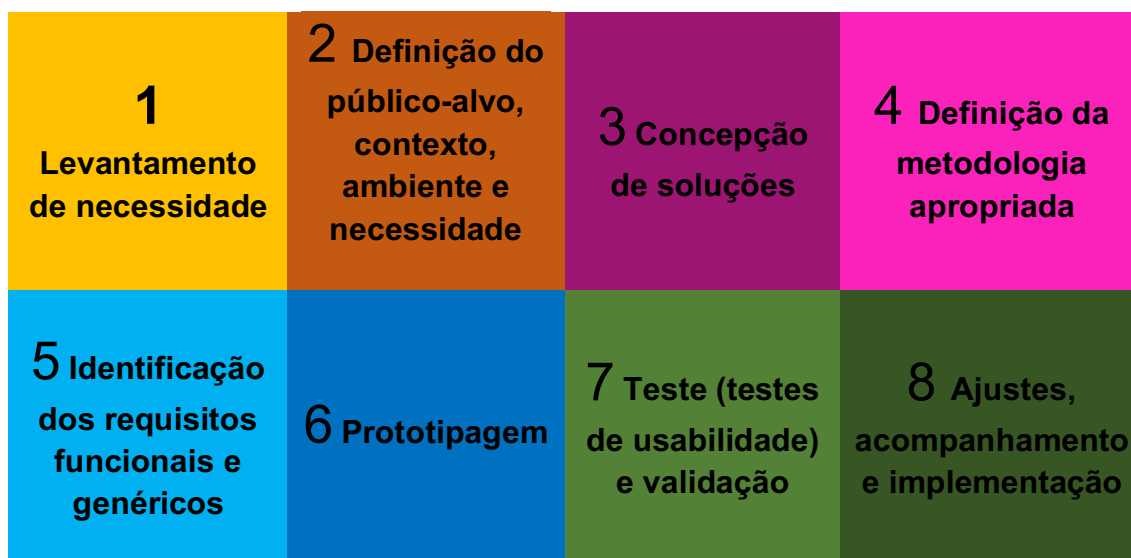 1
Levantamento
de necessidade
2 Definição do
público-alvo,
contexto,
ambiente e
necessidade
3 Concepção
de soluções
4 Definição da
metodologia
apropriada
5 Identificação
dos requisitos
funcionais e
genéricos
6 Prototipagem
7 Teste (testes
de usabilidade)
e validação
8 Ajustes,
acompanhamento
e implementação